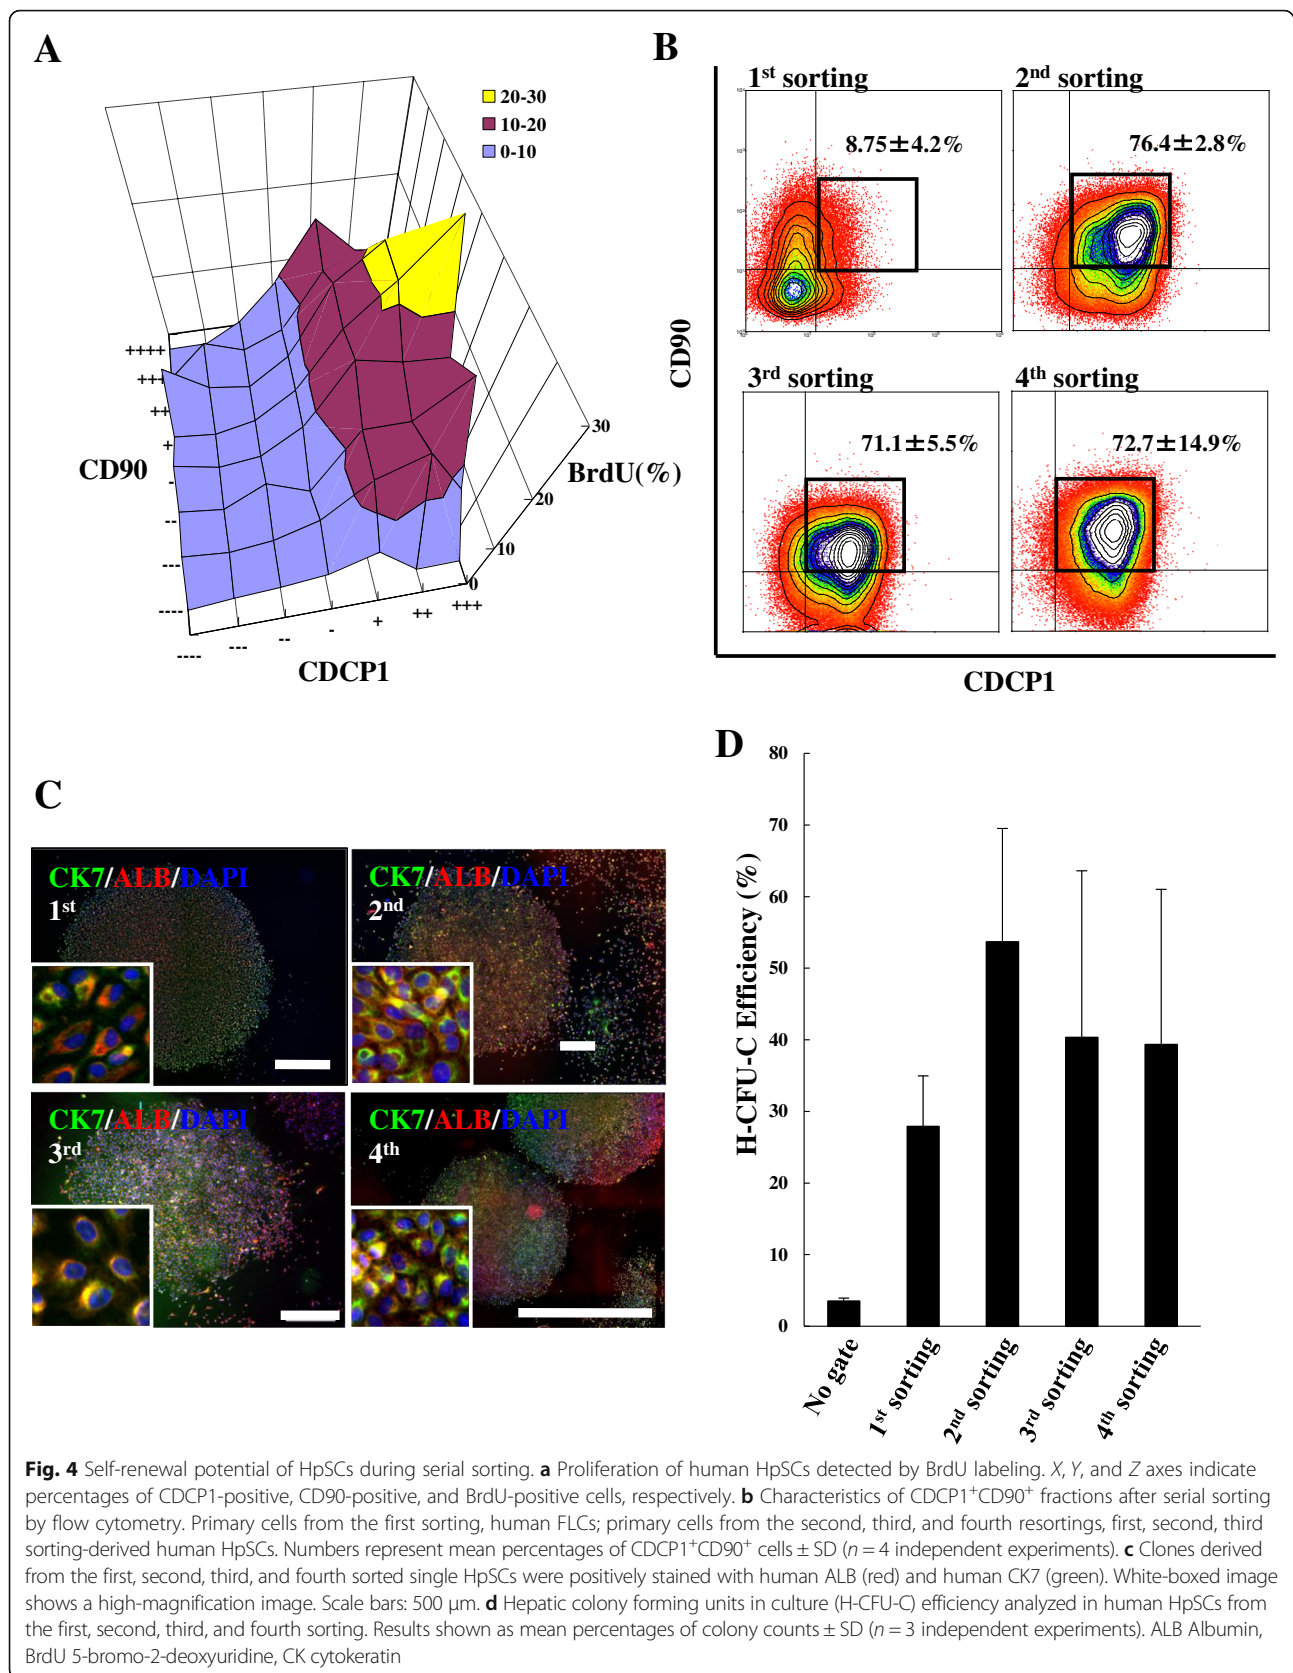 A
20-30
10-20
0-10
++++
+++
++
+
-
--
---
----
CD90
----
---
--
-
+
++
+++
CDCP1
0
10
20
30
BrdU(%)
B
1st sorting
8.75±4.2%
2nd sorting
76.4±2.8%
3rd sorting
71.1±5.5%
4th sorting
72.7±14.9%
CD90
CDCP1
C
CK7/ALB/DAPI
1st
CK7/ALB/DAPI
2nd
CK7/ALB/DAPI
3rd
CK7/ALB/DAPI
4th
D
H-CFU-C Efficiency (%)
80
70
60
50
40
30
20
10
0
No gate
1st sorting
2nd sorting
3rd sorting
4th sorting
Fig. 4 Self-renewal potential of HpSCs during serial sorting. a Proliferation of human HpSCs detected by BrdU labeling. X, Y, and Z axes indicate
percentages of CDCP1-positive, CD90-positive, and BrdU-positive cells, respectively. b Characteristics of CDCP1+CD90+ fractions after serial sorting
by flow cytometry. Primary cells from the first sorting, human FLCs; primary cells from the second, third, and fourth resortings, first, second, third
sorting-derived human HpSCs. Numbers represent mean percentages of CDCP1+CD90+ cells ± SD (n = 4 independent experiments). c Clones derived
from the first, second, third, and fourth sorted single HpSCs were positively stained with human ALB (red) and human CK7 (green). White-boxed image
shows a high-magnification image. Scale bars: 500 μm. d Hepatic colony forming units in culture (H-CFU-C) efficiency analyzed in human HpSCs from
the first, second, third, and fourth sorting. Results shown as mean percentages of colony counts ± SD (n = 3 independent experiments). ALB Albumin,
BrdU 5-bromo-2-deoxyuridine, CK cytokeratin